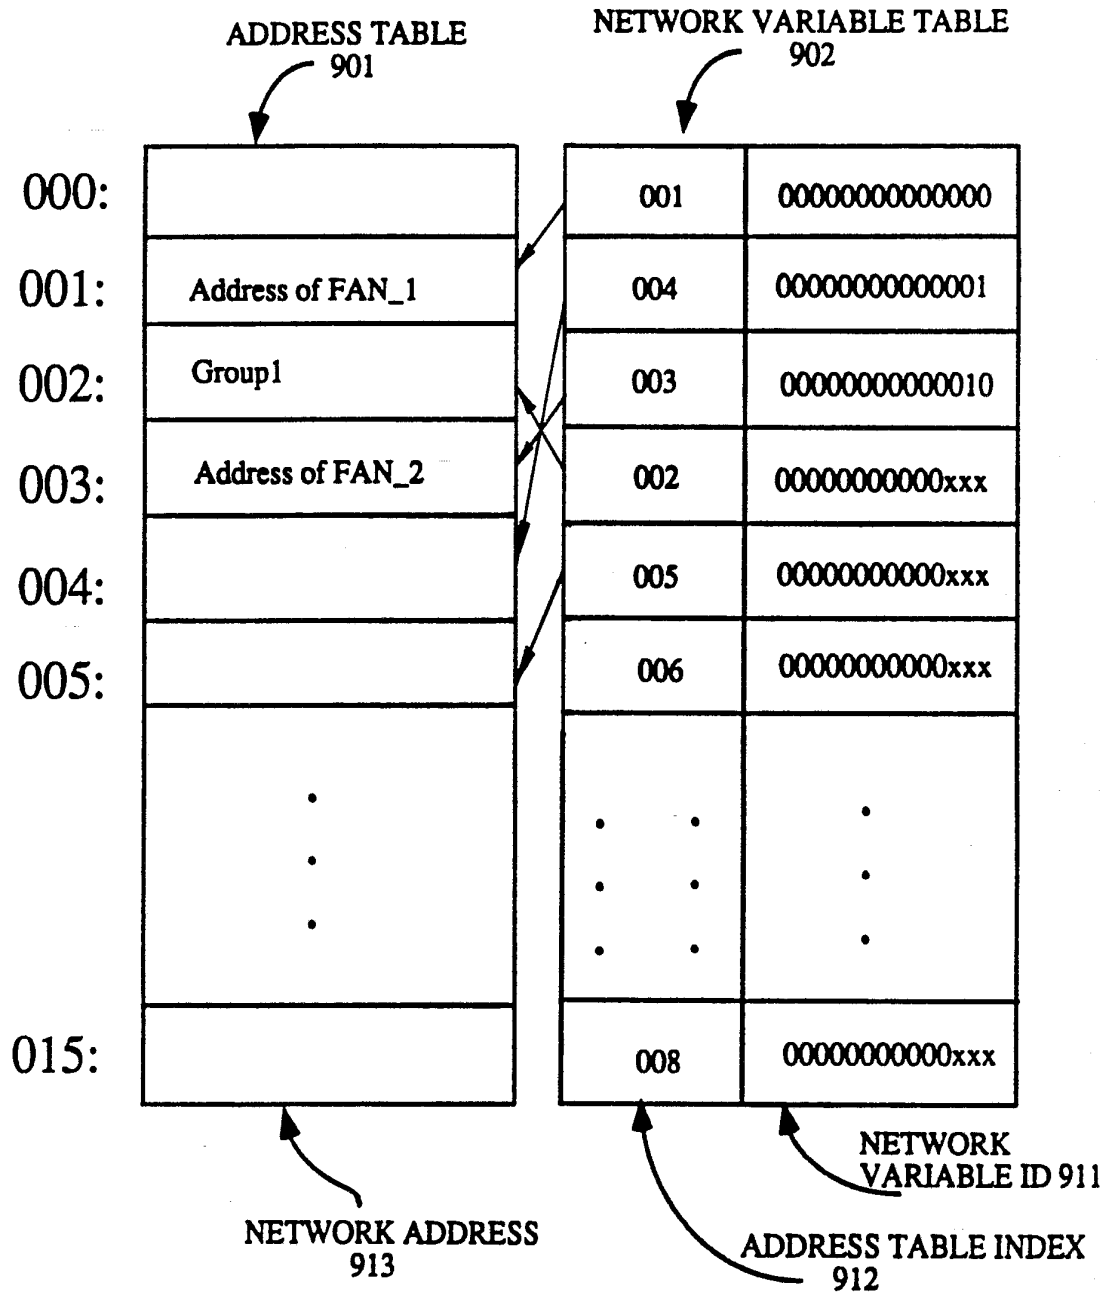 ADDRESS TABLE
901
NETWORK VARIABLE TABLE
902
000:
001
00000000000000
001:
Address of FAN_1
004
00000000000001
002:
Group1
003
00000000000010
003:
Address of FAN_2
002
00000000000xxx
004:
005
00000000000xxx
005:
006
00000000000xxx
015:
008
00000000000xxx
NETWORK
VARIABLE ID 911
NETWORK ADDRESS
913
ADDRESS TABLE INDEX
912